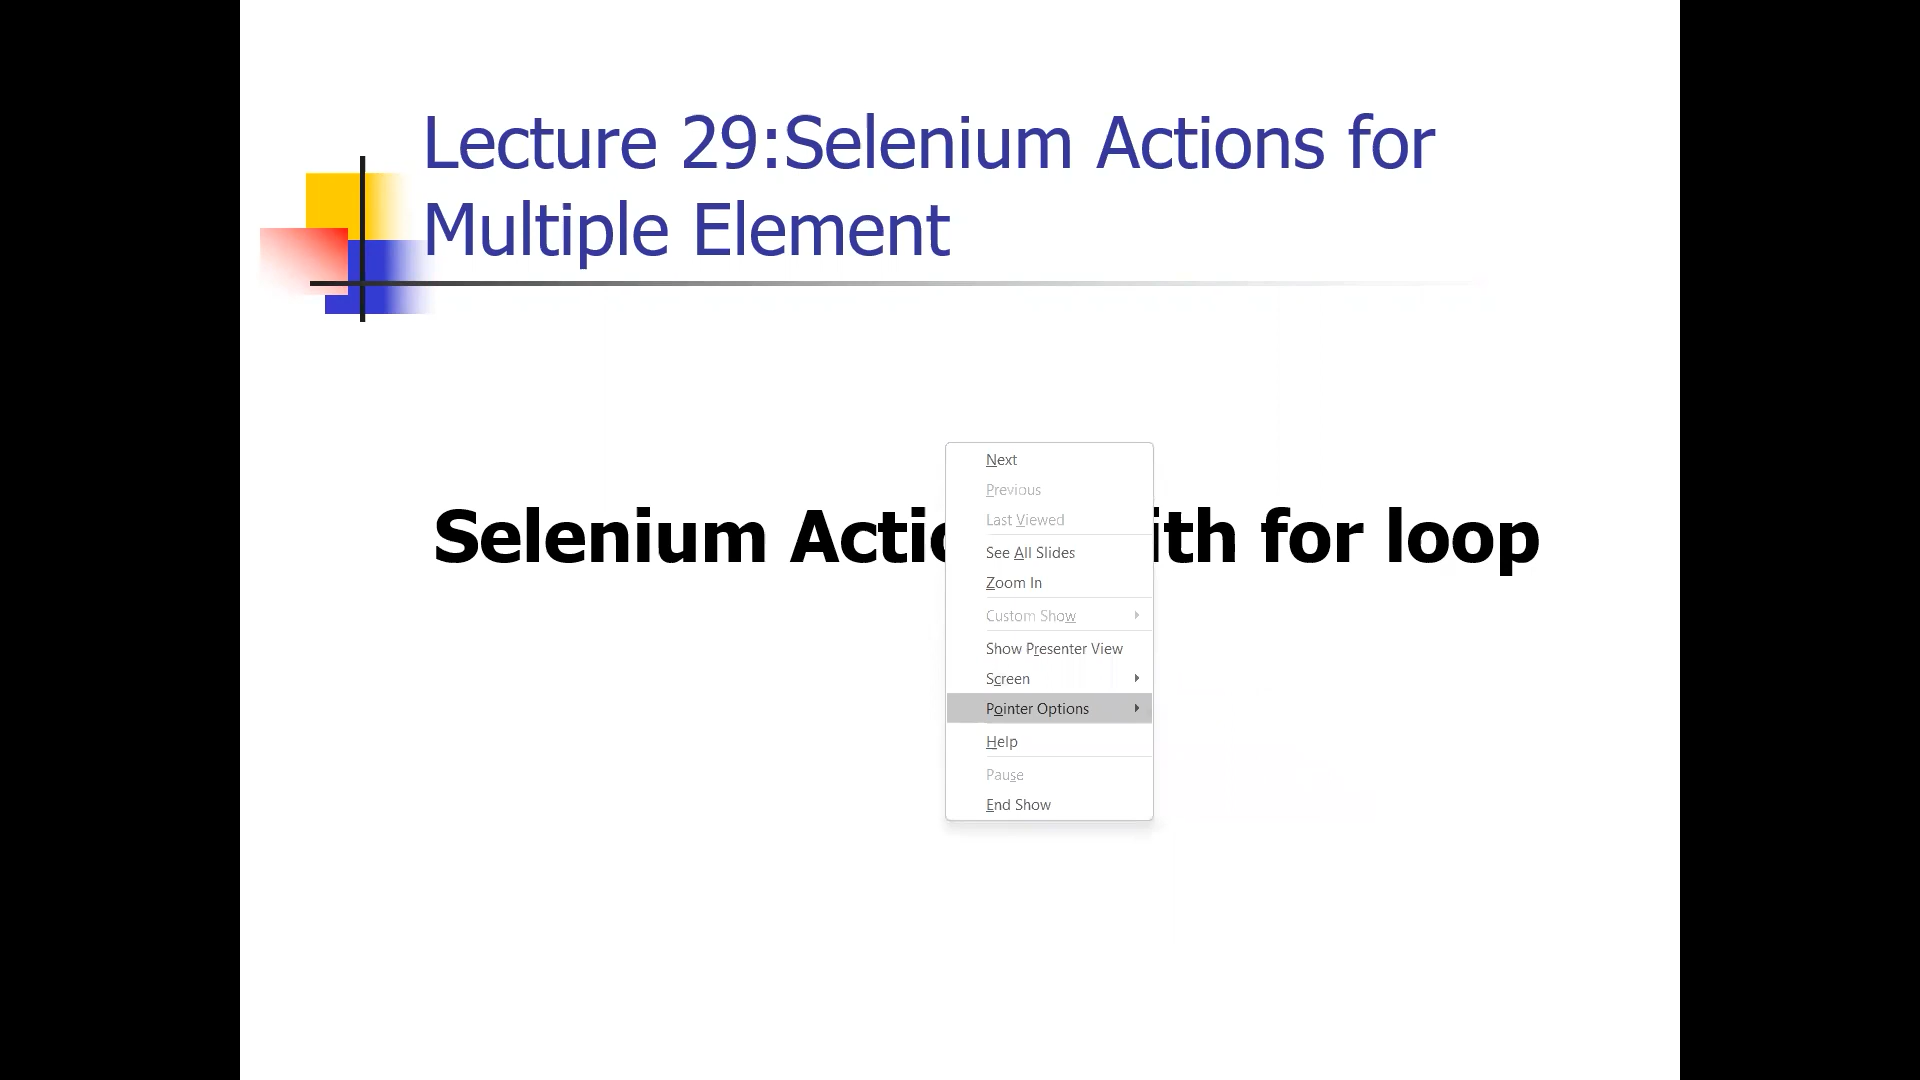 Lecture 29:Selenium Actions for
Multiple Element
Selenium ith for loop
Next
Previous
Last Viewed
See All Slides
Zoom In
Custom Show
Show Presenter View
Screen
Pointer Options
Help
Pause
End Show